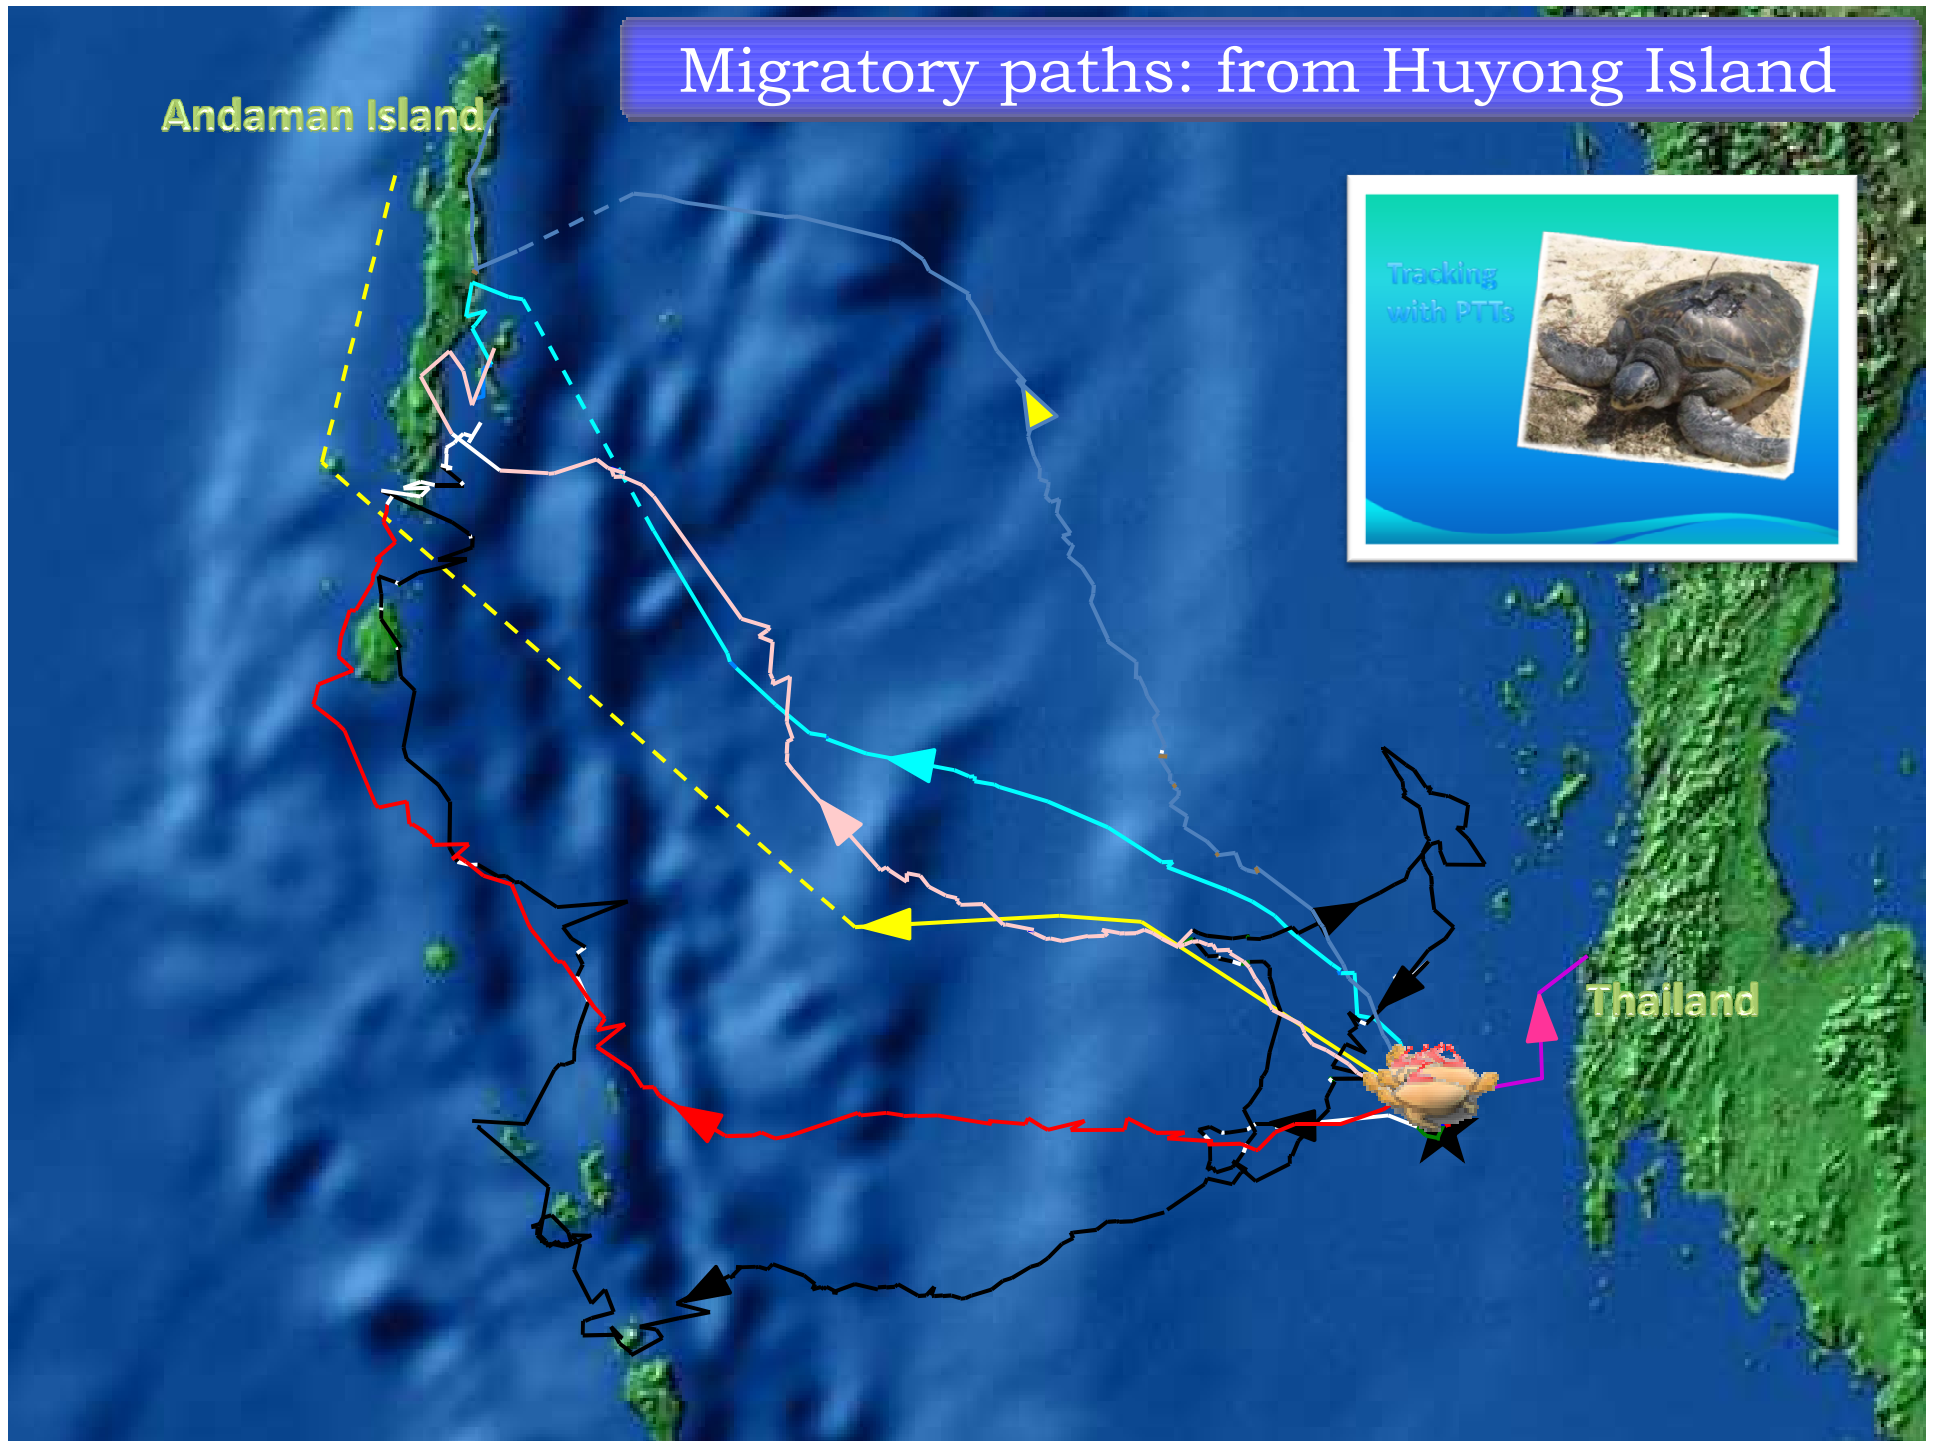 Migratory paths: from Huyong Island
Andaman Island
Tracking
with PTTs
Thailand